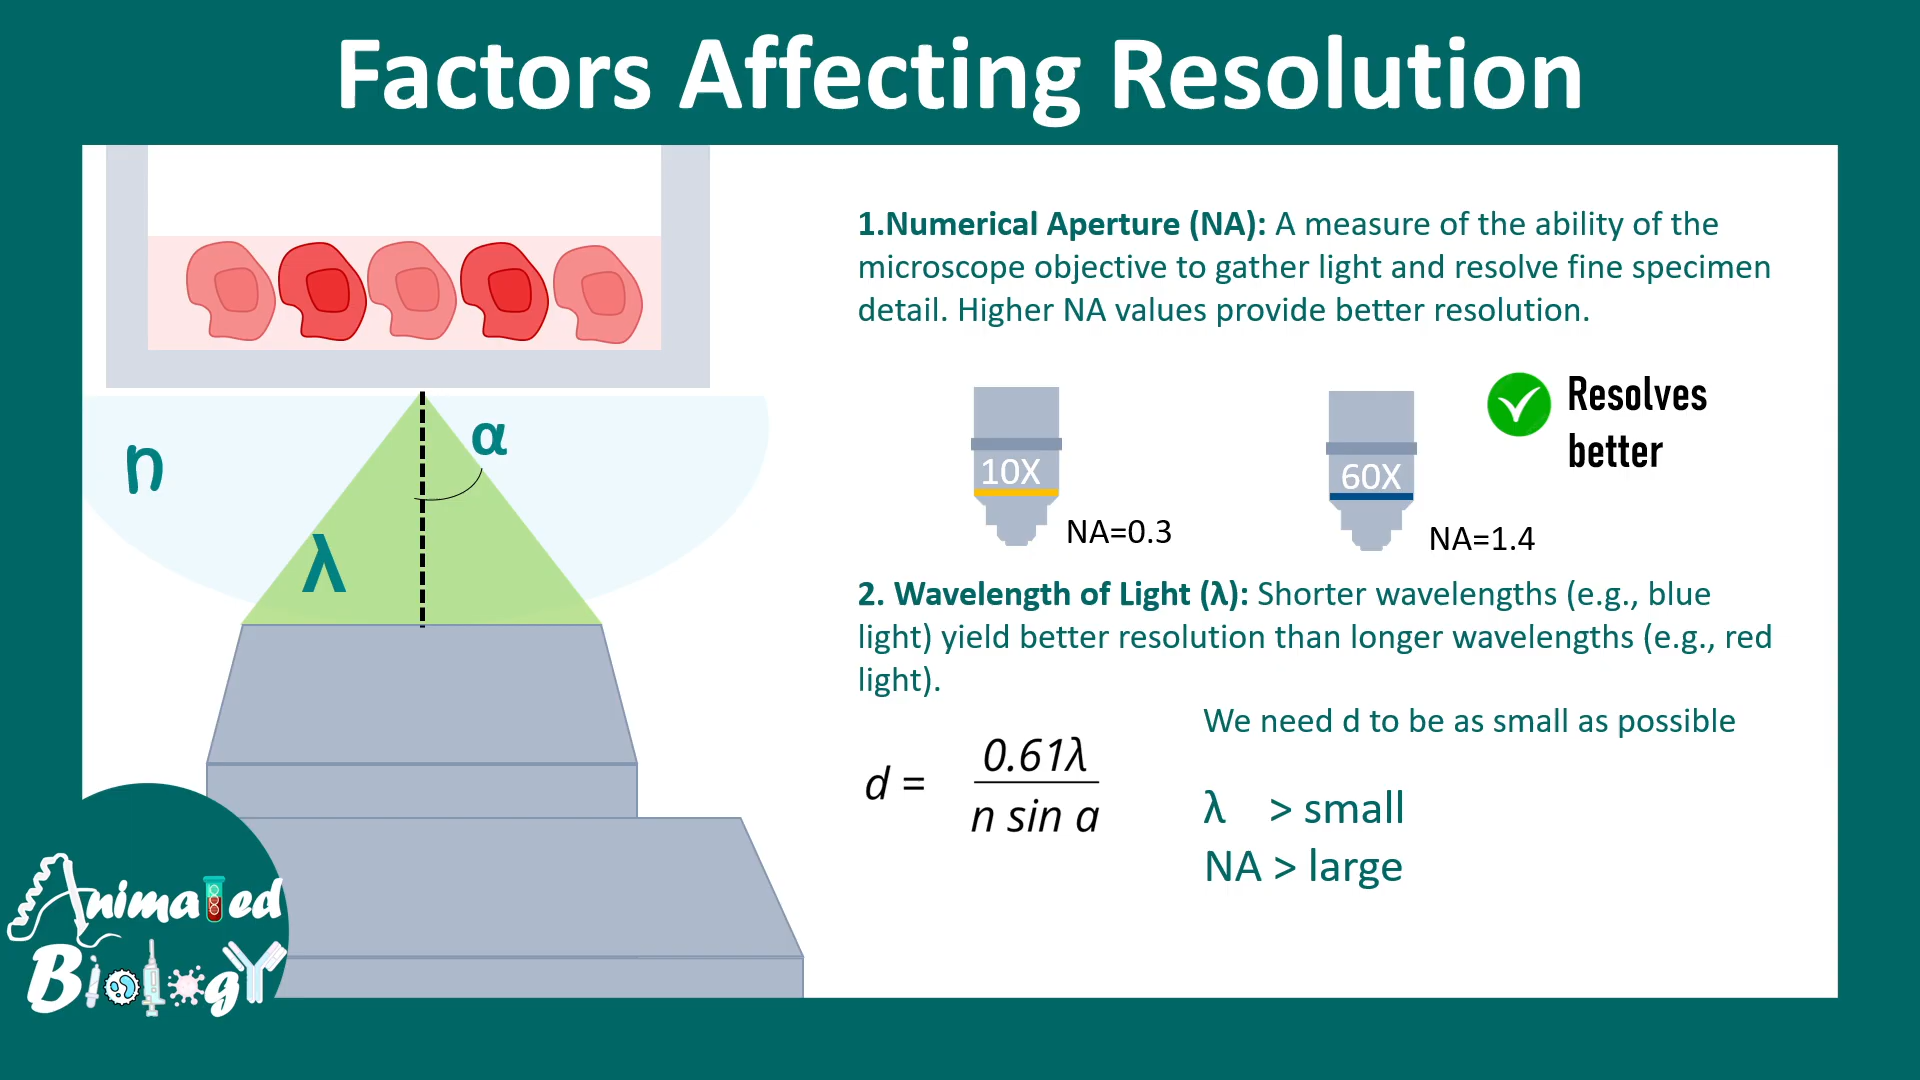 Factors Affecting Resolution
1.Numerical Aperture (NA): A measure of the ability of the
microscope objective to gather light and resolve fine specimen
detail. Higher NA values provide better resolution.
n
α
λ
10X
NA=0.3
60X
NA=1.4
Resolves
better
2. Wavelength of Light (λ): Shorter wavelengths (e.g., blue
light) yield better resolution than longer wavelengths (e.g., red
light).
We need d to be as small as possible
d =
0.61λ
n sin a
λ > small
NA > large
Animated
Biology